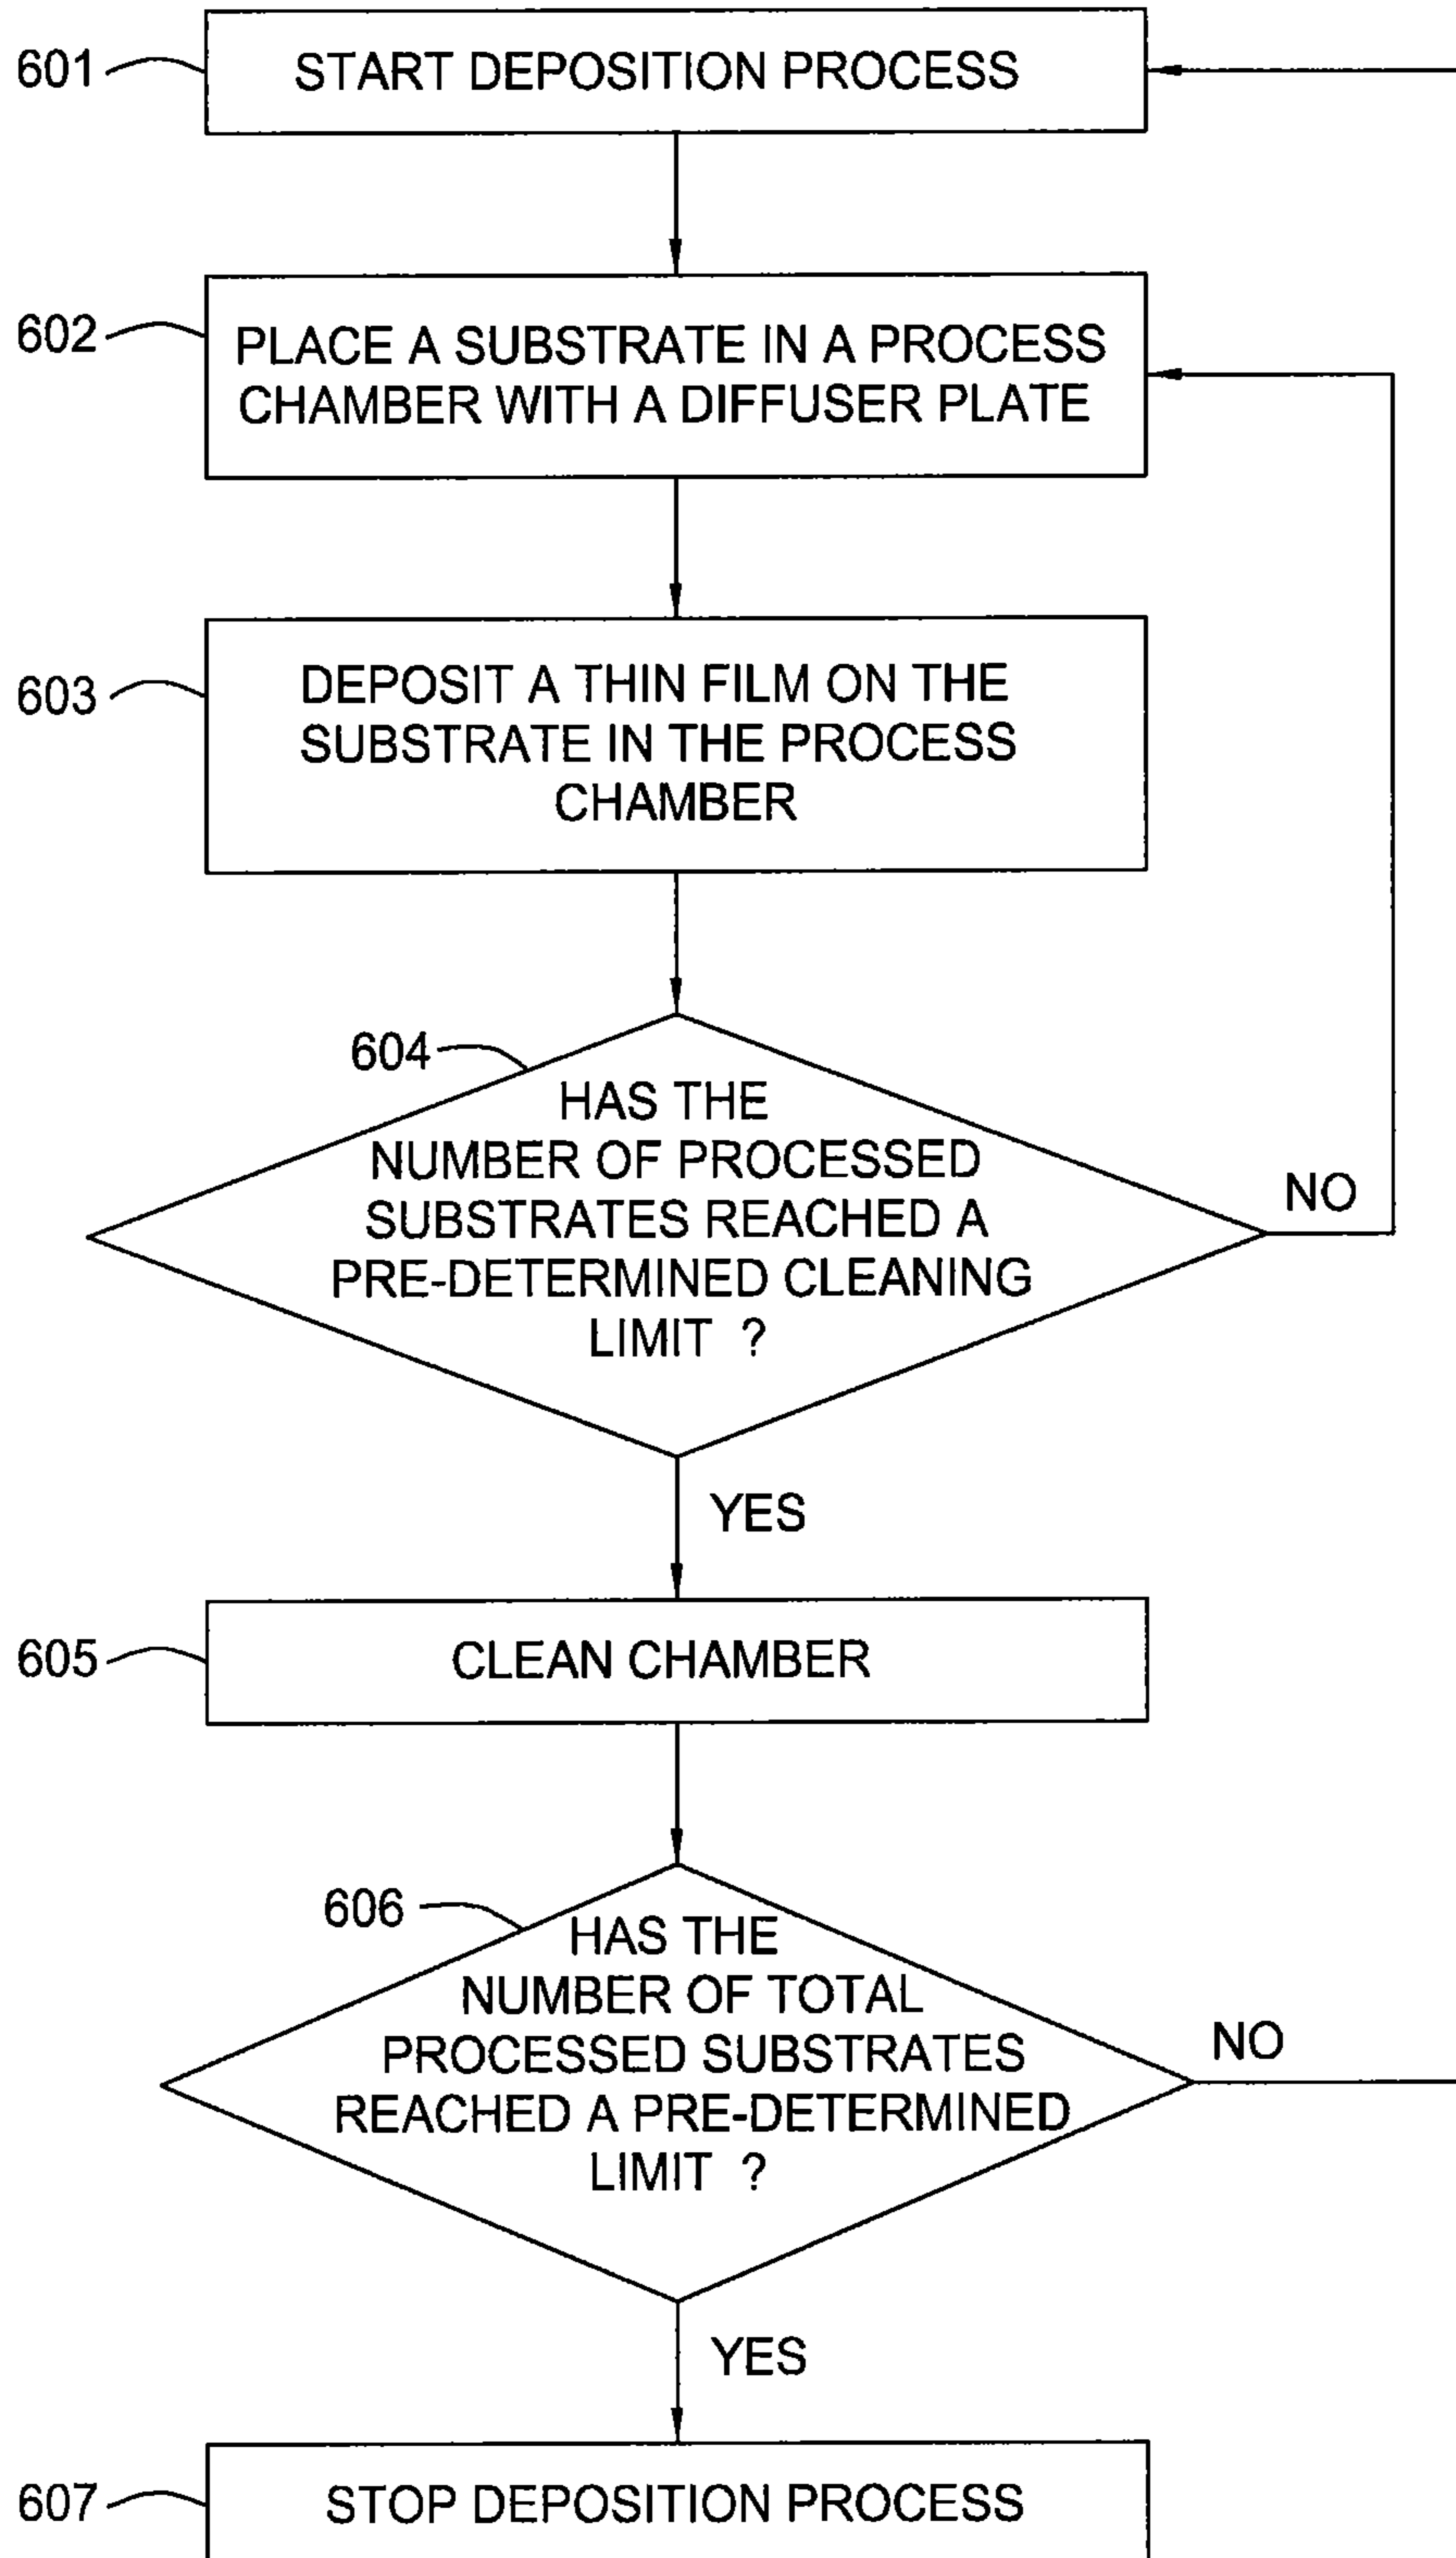 601
START DEPOSITION PROCESS
602
PLACE A SUBSTRATE IN A PROCESS
CHAMBER WITH A DIFFUSER PLATE
603
DEPOSIT A THIN FILM ON THE
SUBSTRATE IN THE PROCESS
CHAMBER
604
HAS THE
NUMBER OF PROCESSED
SUBSTRATES REACHED A
PRE-DETERMINED CLEANING
LIMIT ?
NO
YES
605
CLEAN CHAMBER
606
HAS THE
NUMBER OF TOTAL
PROCESSED SUBSTRATES
REACHED A PRE-DETERMINED
LIMIT ?
NO
YES
607
STOP DEPOSITION PROCESS